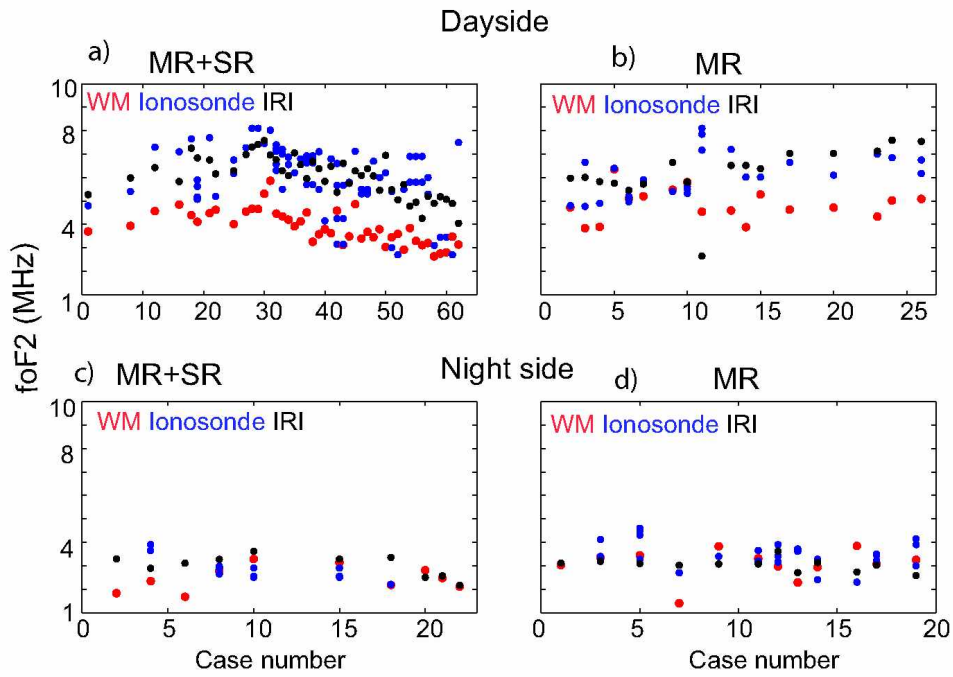 Dayside
a) MR+SR
b) MR
WM Ionosonde IRI
WM Ionosonde IRI
foF2 (MHz)
10
8
4
1
0 10 20 30 40 50 60
0 5 10 15 20 25
Night side
c) MR+SR
d) MR
WM Ionosonde IRI
WM Ionosonde IRI
10
8
4
1
0 5 10 15 20
0 5 10 15 20
Case number
Case number